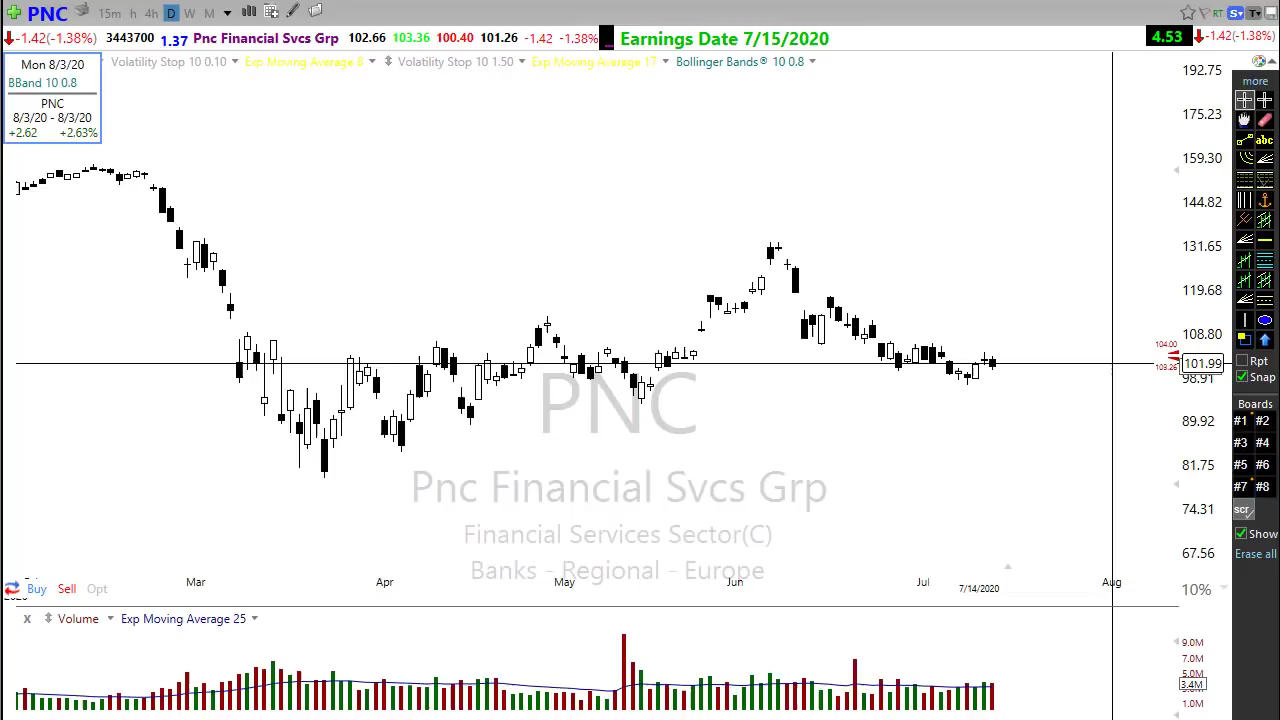 PNC 15m h 4h D W M RT S T
-1.42(-1.38%) 3443700 1.37 Pnc Financial Svcs Grp 102.66 103.36 100.40 101.26 -1.42 -1.38% Earnings Date 7/15/2020 4.53 -1.42(-1.38%)
Volatility Stop 10 0.10 Exp Moving Average 8 Volatility Stop 10 1.50 Exp Moving Average 17 Bollinger Bands® 10 0.8
Mon 8/3/20
BBand 10 0.8
PNC
8/3/20 - 8/3/20
+2.62 +2.63%
192.75
175.23
159.30
144.82
131.65
119.68
108.80
104.00
101.99
103.26
98.91
89.92
81.75
74.31
67.56
10%
PNC
Pnc Financial Svcs Grp
Financial Services Sector(C)
Banks - Regional - Europe
Mar Apr May Jun Jul Aug
7/14/2020
Buy Sell Opt
X Volume Exp Moving Average 25
9.0M
7.0M
5.0M
3.4M
1.0M
more
abc
Rpt
Snap
Boards
#1 #2
#3 #4
#5 #6
#7 #8
scr
Show
Erase all